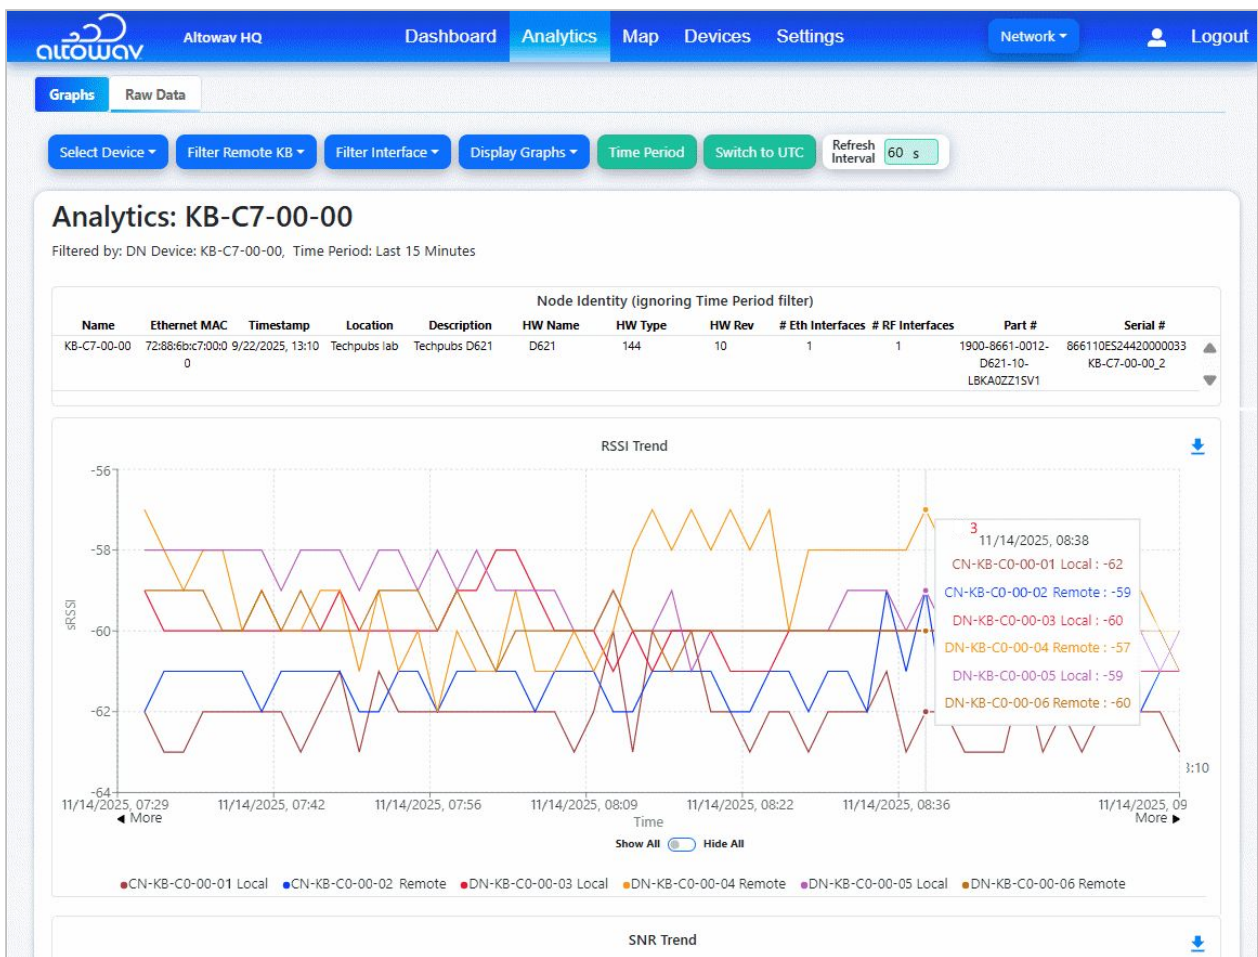 altowav
Altowav HQ
Dashboard
Analytics
Map
Devices
Settings
Network
Logout
Graphs
Raw Data
Select Device
Filter Remote KB
Filter Interface
Display Graphs
Time Period
Switch to UTC
Refresh
Interval
60 s
Analytics: KB-C7-00-00
Filtered by: DN Device: KB-C7-00-00, Time Period: Last 15 Minutes
Node Identity (ignoring Time Period filter)
Name Ethernet MAC Timestamp Location Description HW Name HW Type HW Rev # Eth Interfaces # RF Interfaces Part # Serial #
KB-C7-00-00 72:88:6b:c7:00:0 9/22/2025, 13:10 Techpubs lab Techpubs D621 D621 144 10 1 1 1900-8661-0012- 866110ES24420000033
0 D621-10- KB-C7-00-00_2
LBKA0ZZ1SV1
RSSI Trend
-56
-58
-60
-62
-64
sRSSI
3
11/14/2025, 08:38
CN-KB-C0-00-01 Local : -62
CN-KB-C0-00-02 Remote : -59
DN-KB-C0-00-03 Local : -60
DN-KB-C0-00-04 Remote : -57
DN-KB-C0-00-05 Local : -59
DN-KB-C0-00-06 Remote : -60
3:10
11/14/2025, 07:29 11/14/2025, 07:42 11/14/2025, 07:56 11/14/2025, 08:09 11/14/2025, 08:22 11/14/2025, 08:36 11/14/2025, 09
More
Time
More
Show All Hide All
CN-KB-C0-00-01 Local CN-KB-C0-00-02 Remote DN-KB-C0-00-03 Local DN-KB-C0-00-04 Remote DN-KB-C0-00-05 Local DN-KB-C0-00-06 Remote
SNR Trend